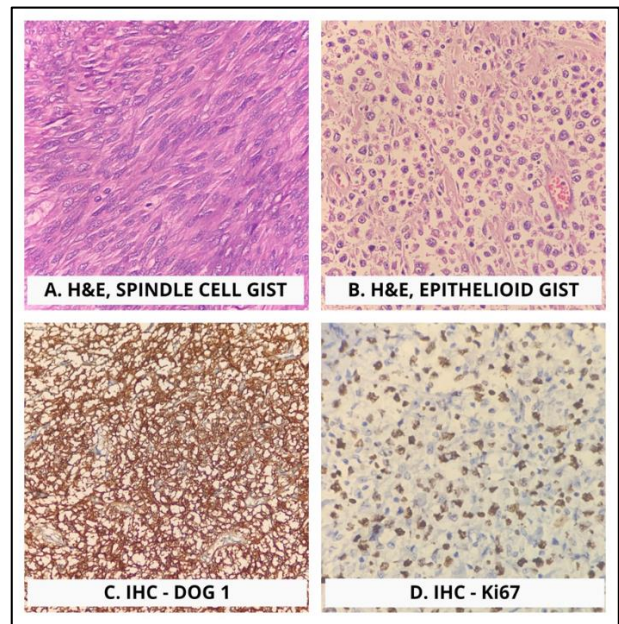 A. H&E, SPINDLE CELL GIST
B. H&E, EPITHELIOID GIST
C. IHC - DOG 1
D. IHC - Ki67